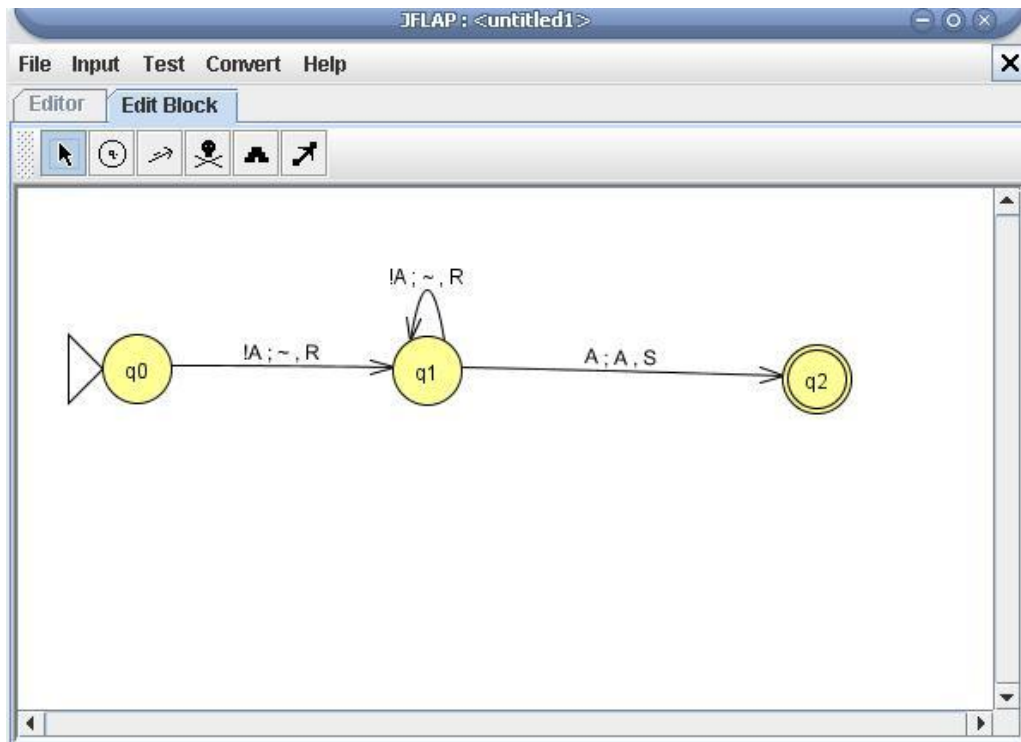 JFLAP : <untitled1>
File Input Test Convert Help
Editor Edit Block
q
!A ; ~ , R
!A ; ~ , R
A ; A , S
q0
q1
q2